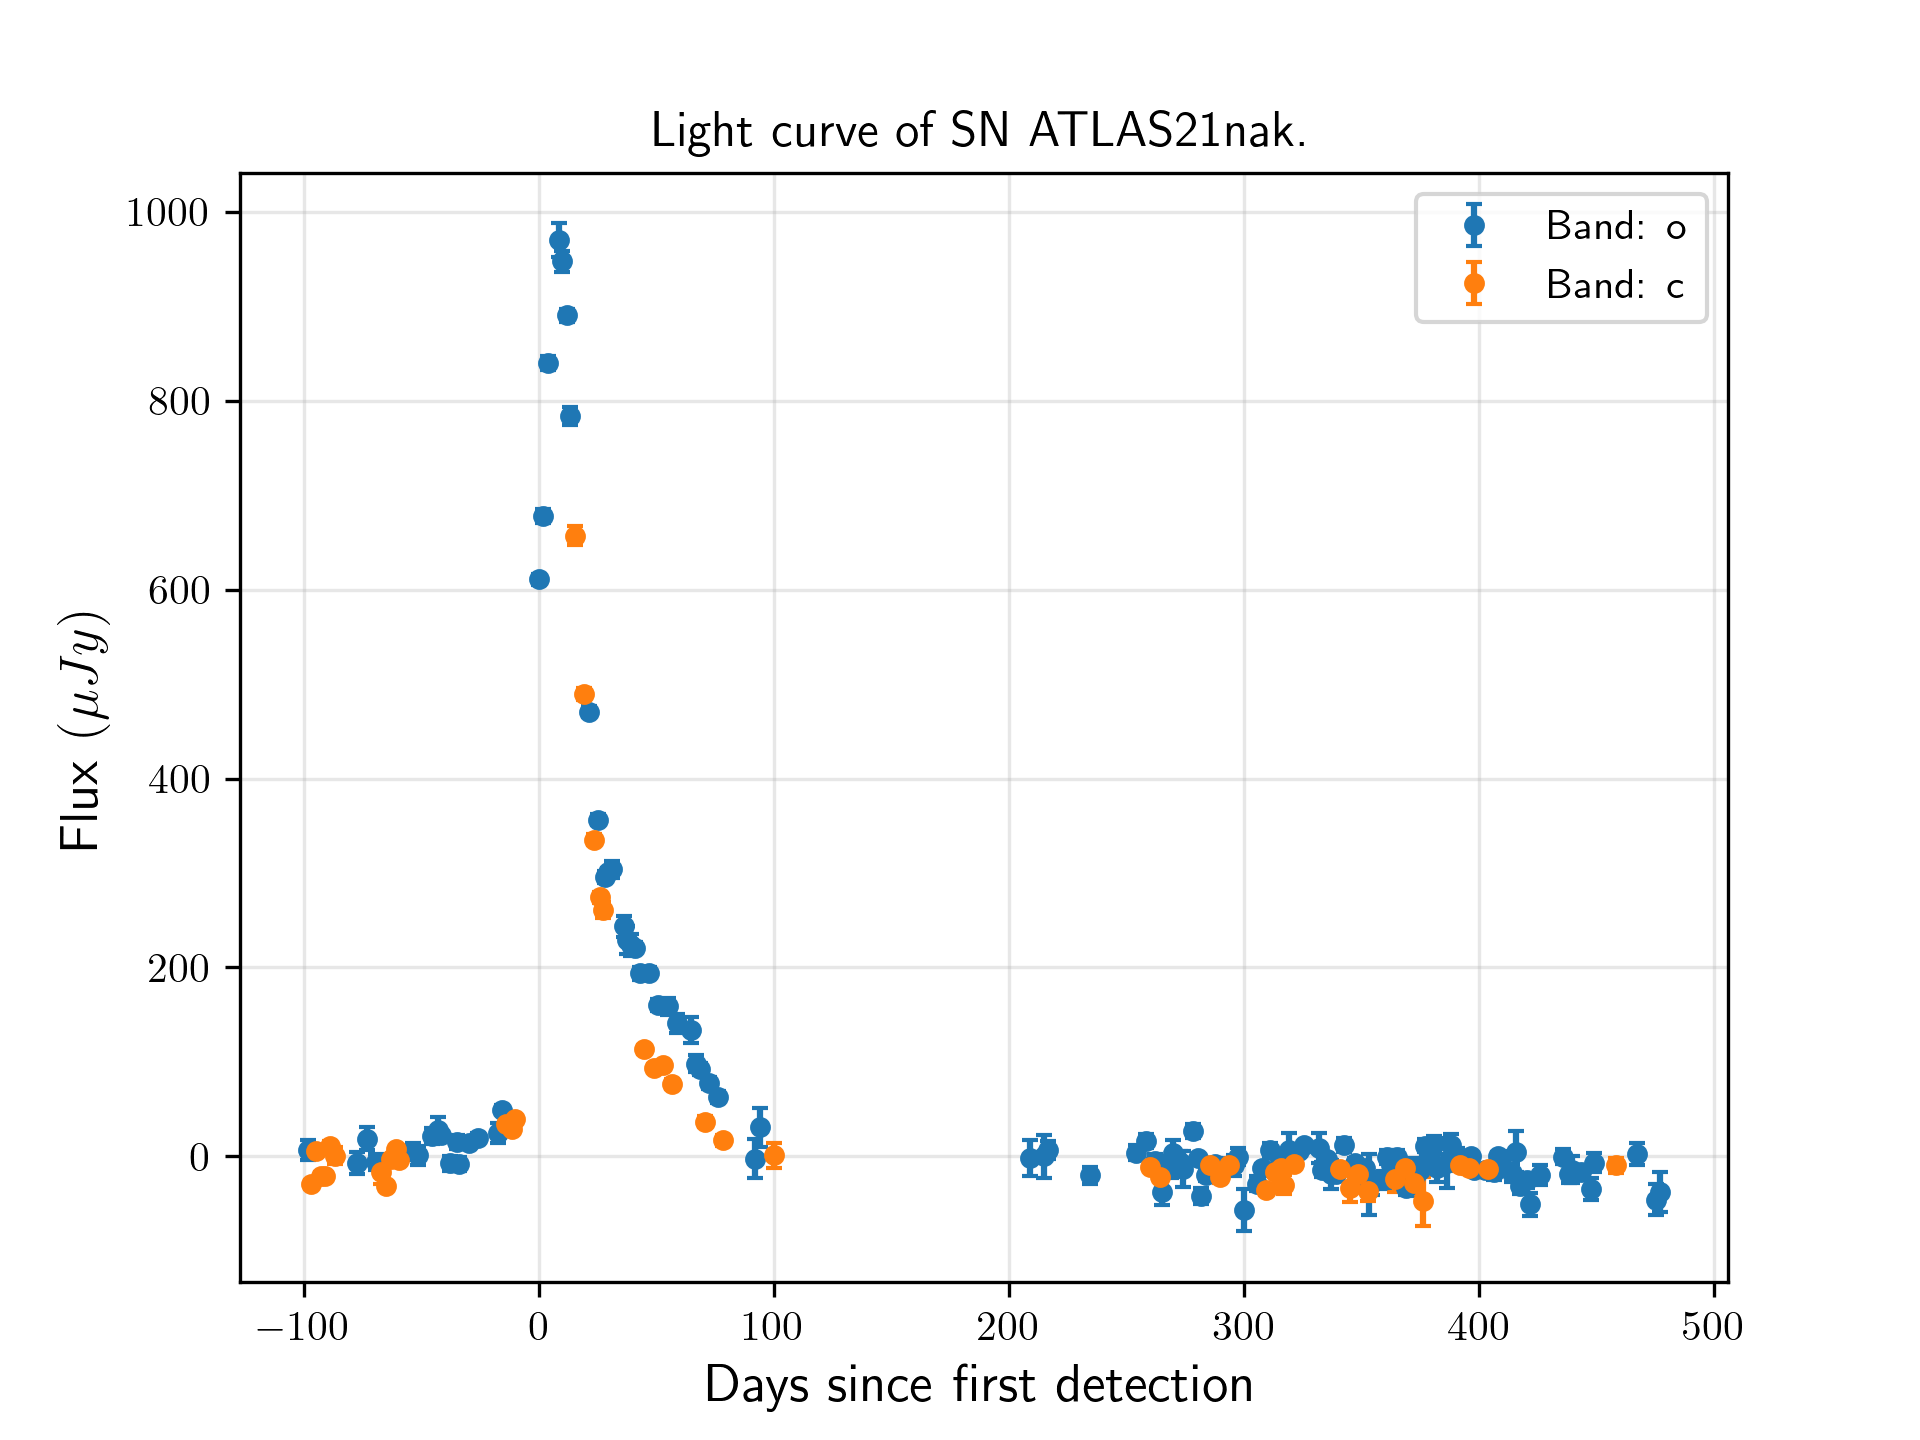 Light curve of SN ATLAS21nak.
Band: o
Band: c
1000
800
600
400
200
0
Flux (μJy)
−100 0 100 200 300 400 500
Days since first detection